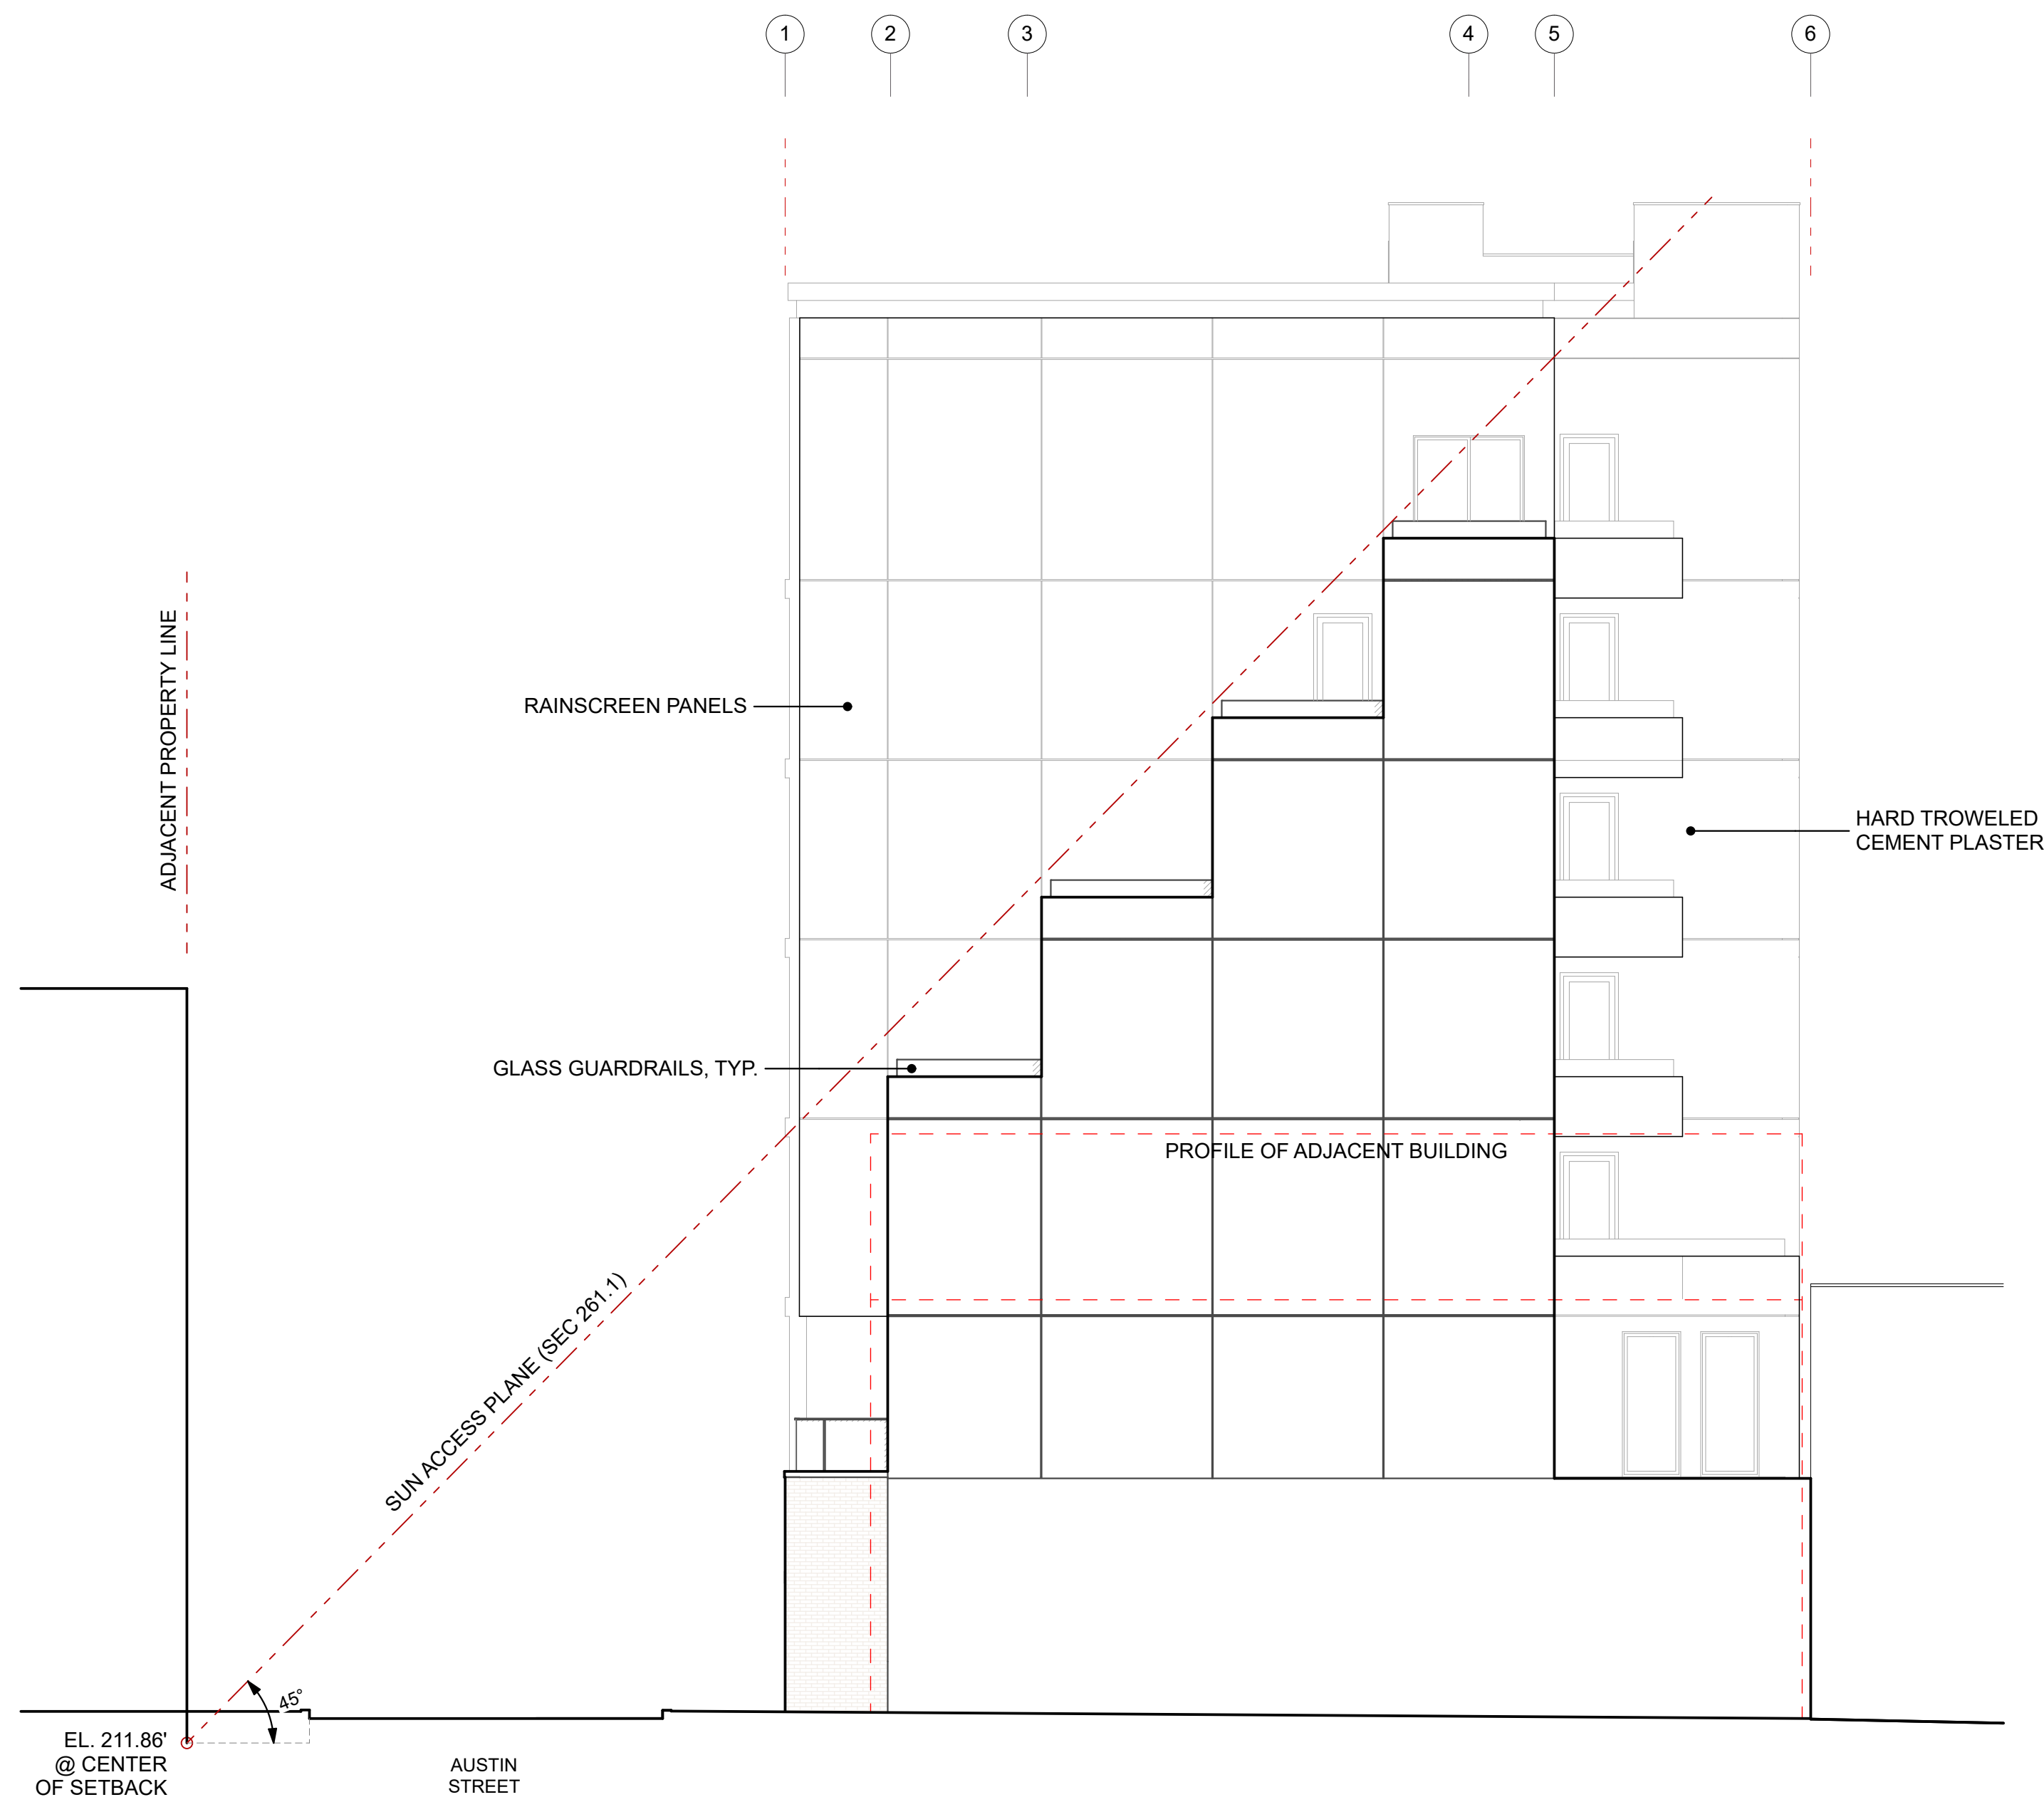 1
2
3
4
5
6
ADJACENT PROPERTY LINE
RAINSCREEN PANELS
HARD TROWELED
CEMENT PLASTER
GLASS GUARDRAILS, TYP.
PROFILE OF ADJACENT BUILDING
SUN ACCESS PLANE (SEC 261.1)
45°
EL. 211.86'
@ CENTER
OF SETBACK
AUSTIN
STREET